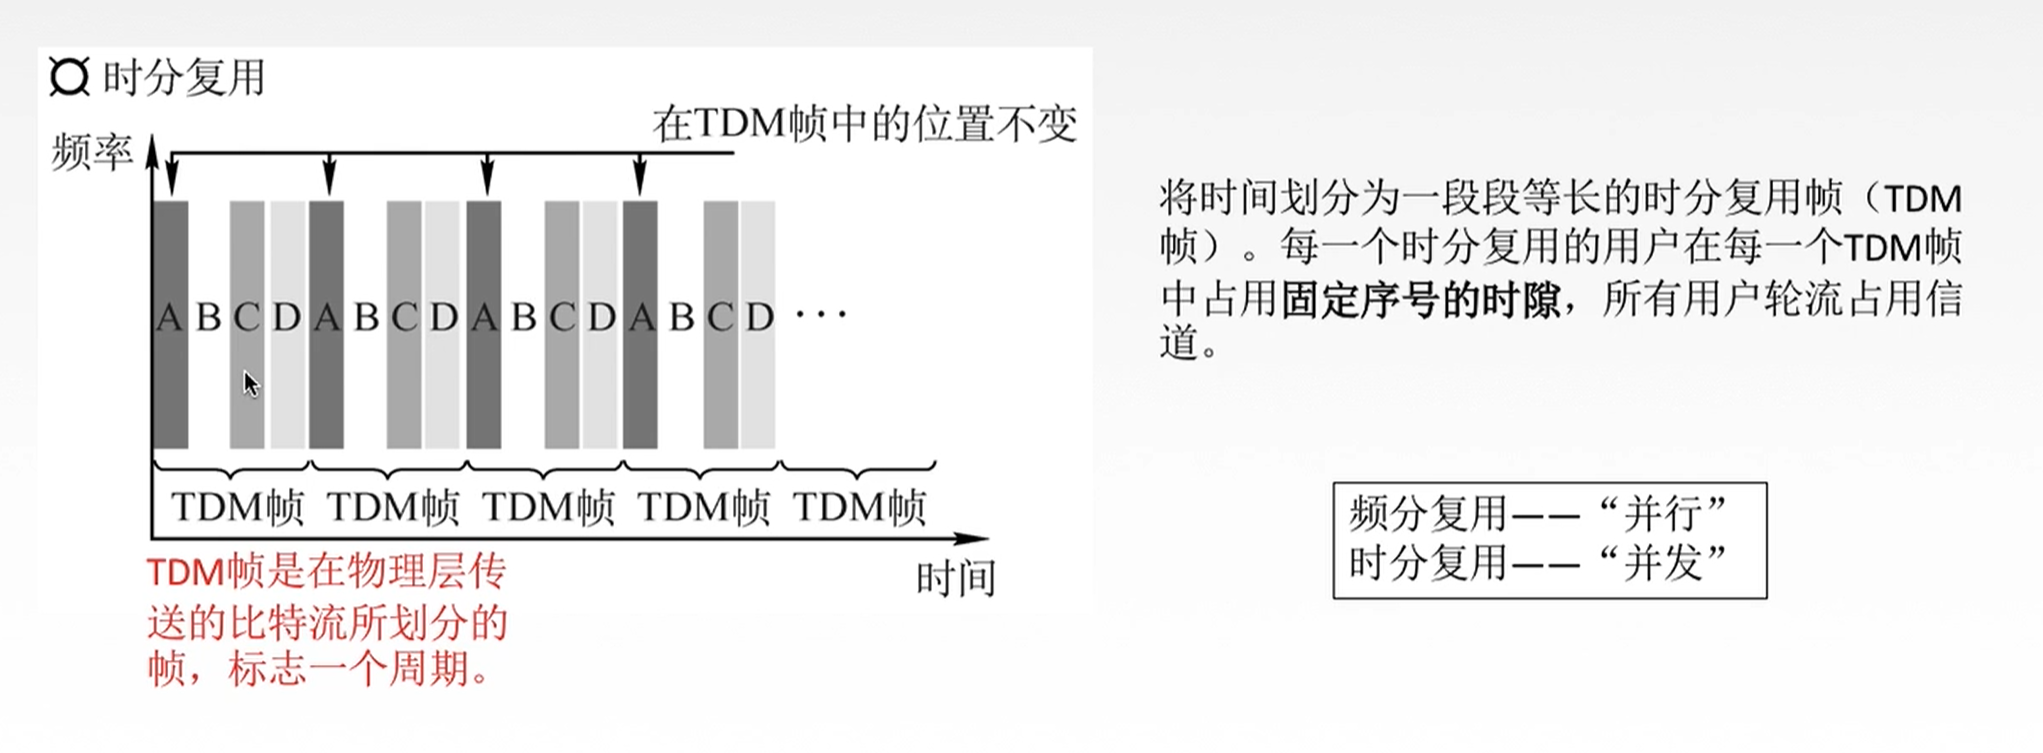 ¤ 时分复用
在TDM帧中的位置不变
频率
A B C D A B C D A B C D A B C D ···
TDM帧 TDM帧 TDM帧 TDM帧 TDM帧
时间
TDM帧是在物理层传
送的比特流所划分的
帧，标志一个周期。
将时间划分为一段段等长的时分复用帧（TDM
帧）。每一个时分复用的用户在每一个TDM帧
中占用固定序号的时隙，所有用户轮流占用信
道。
频分复用——“并行”
时分复用——“并发”